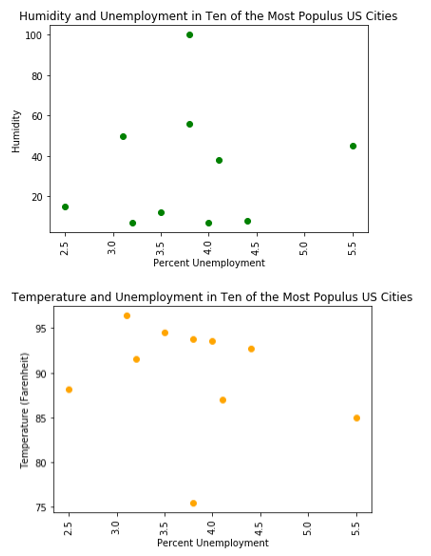 Humidity and Unemployment in Ten of the Most Populus US Cities
100
80
60
40
20
Humidity
2.5 3.0 3.5 4.0 4.5 5.0 5.5
Percent Unemployment
Temperature and Unemployment in Ten of the Most Populus US Cities
95
90
85
80
75
Temperature (Farenheit)
2.5 3.0 3.5 4.0 4.5 5.0 5.5
Percent Unemployment